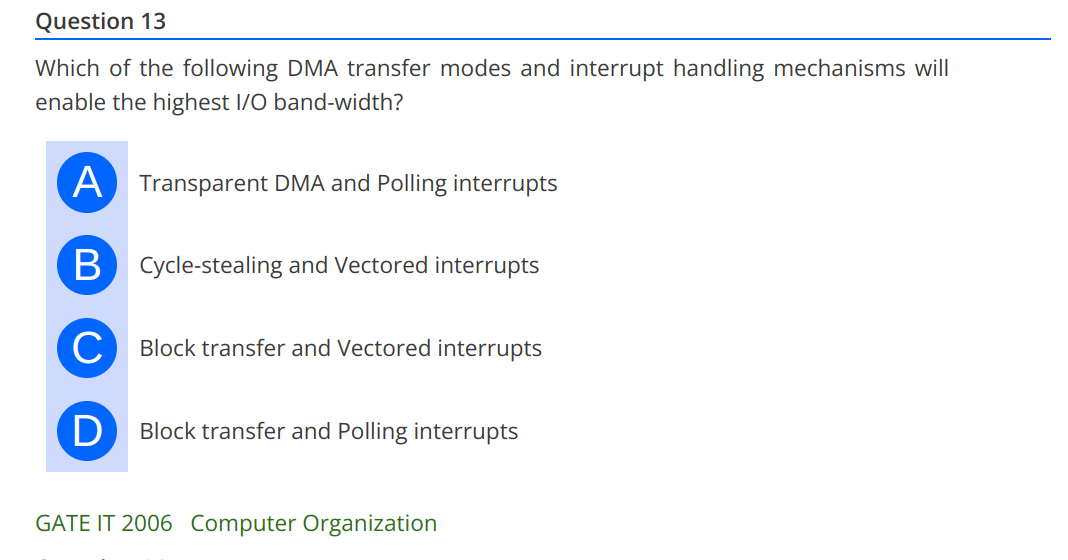 Question 13
Which of the following DMA transfer modes and interrupt handling mechanisms will
enable the highest I/O band-width?
A Transparent DMA and Polling interrupts
B Cycle-stealing and Vectored interrupts
C Block transfer and Vectored interrupts
D Block transfer and Polling interrupts
GATE IT 2006 Computer Organization